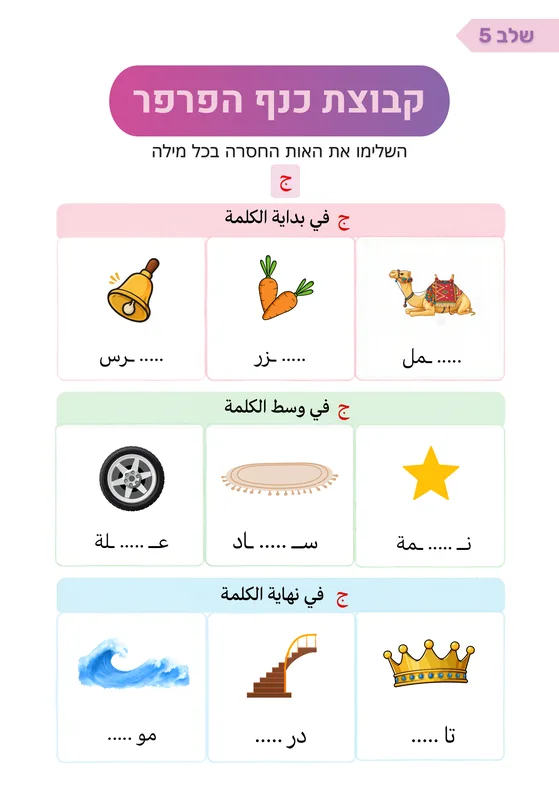 שלב 5
קבוצת כנף הפרפר
השלימו את האות החסרה בכל מילה
ج
ج في بداية الكلمة
..... ـمل
..... ـزر
..... ـرس
ج في وسط الكلمة
نـ ..... ـمة
سـ ..... ـاد
عـ ..... ـلة
ج في نهاية الكلمة
تا .....
در .....
مو .....